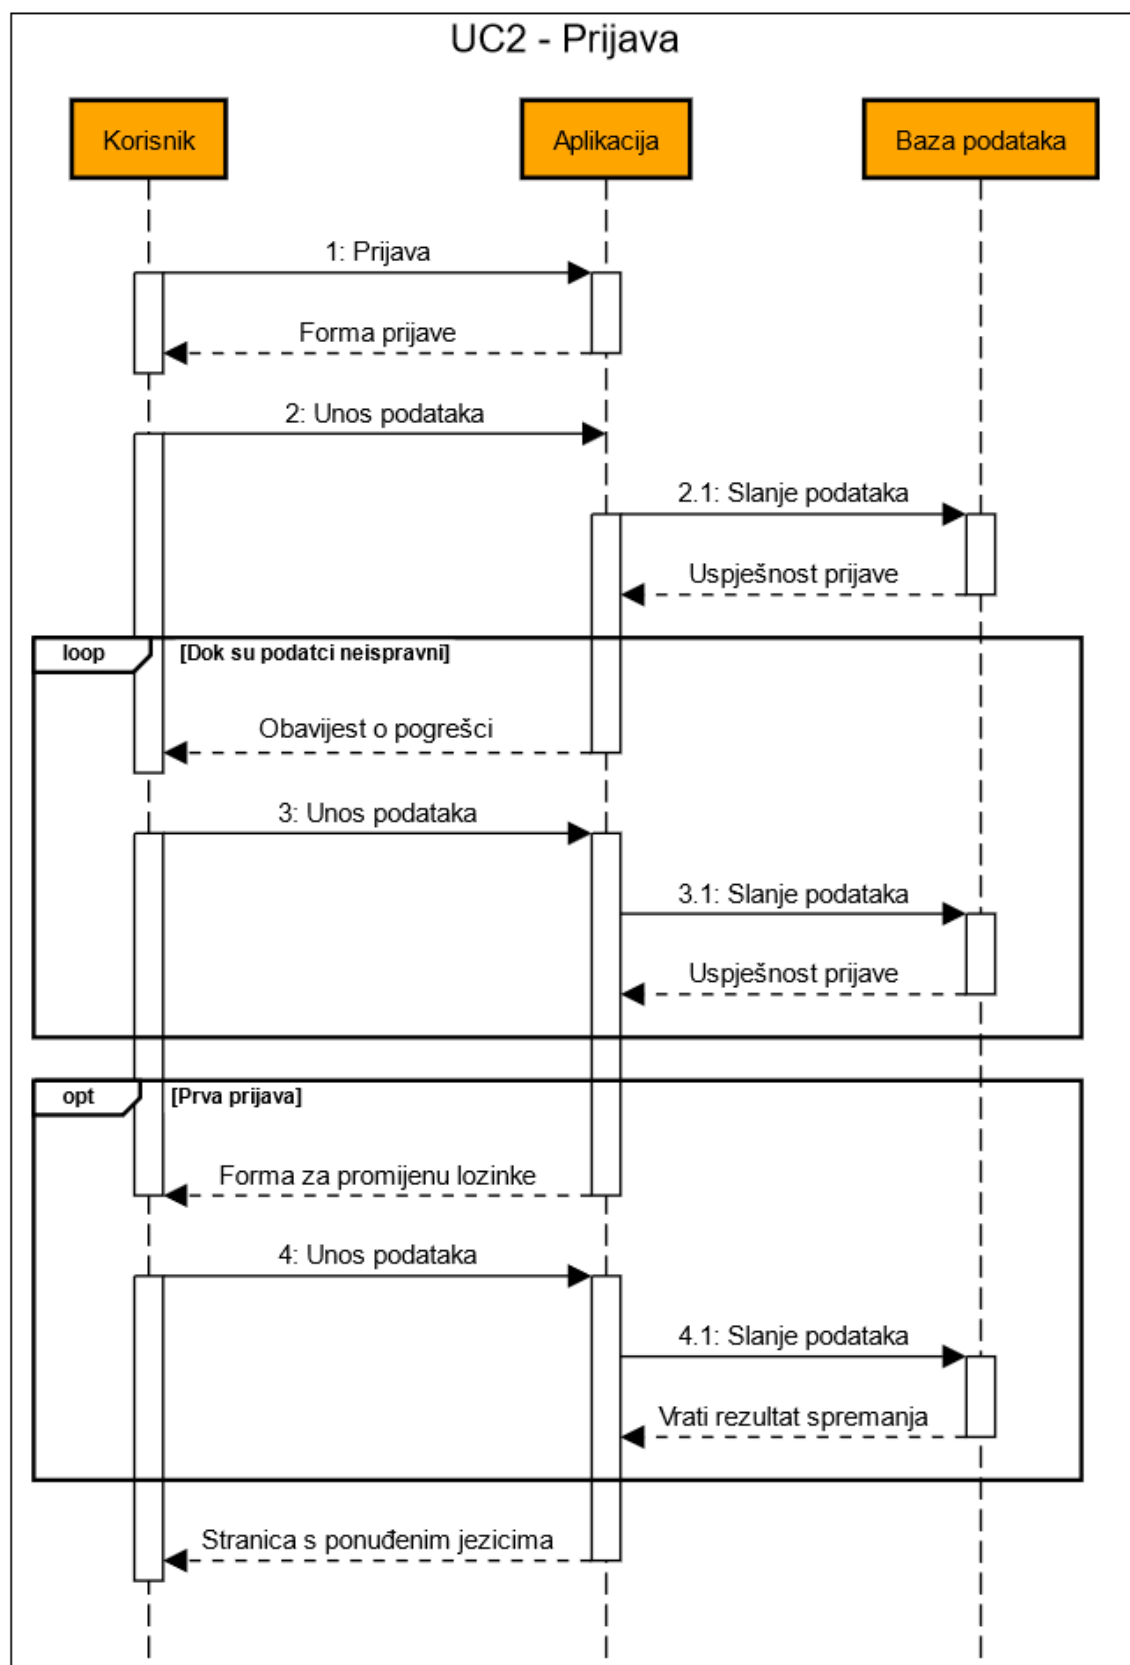 UC2 - Prijava
Korisnik
Aplikacija
Baza podataka
1: Prijava
Forma prijave
2: Unos podataka
2.1: Slanje podataka
Uspješnost prijave
loop
[Dok su podatci neispravni]
Obavijest o pogrešci
3: Unos podataka
3.1: Slanje podataka
Uspješnost prijave
opt
[Prva prijava]
Forma za promijenu lozinke
4: Unos podataka
4.1: Slanje podataka
Vrati rezultat spremanja
Stranica s ponuđenim jezicima